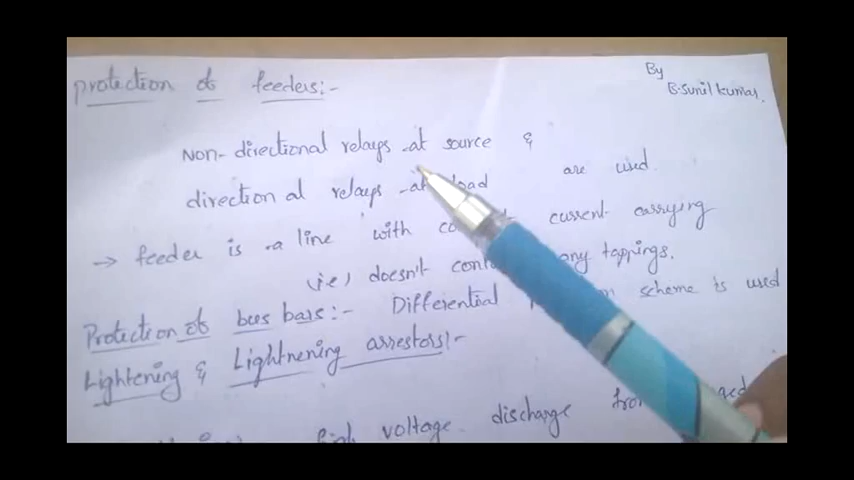 protection of feeders:-
By
B.Sunil kumar.
Non-directional relays at source &
directional relays at load are used
→ feeder is a line with current carrying
(ie) doesn't any tappings.
Protection of bus bars:- Differential scheme is used
Lightening & Lightnening arrestors:-
high voltage discharge